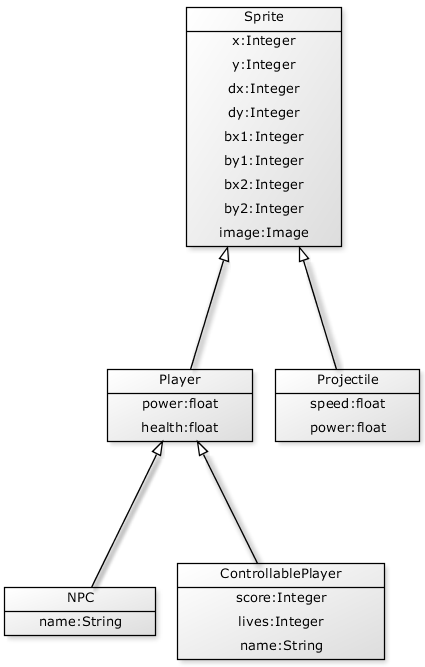 Sprite
x:Integer
y:Integer
dx:Integer
dy:Integer
bx1:Integer
by1:Integer
bx2:Integer
by2:Integer
image:Image
Player
power:float
health:float
Projectile
speed:float
power:float
NPC
name:String
ControllablePlayer
score:Integer
lives:Integer
name:String